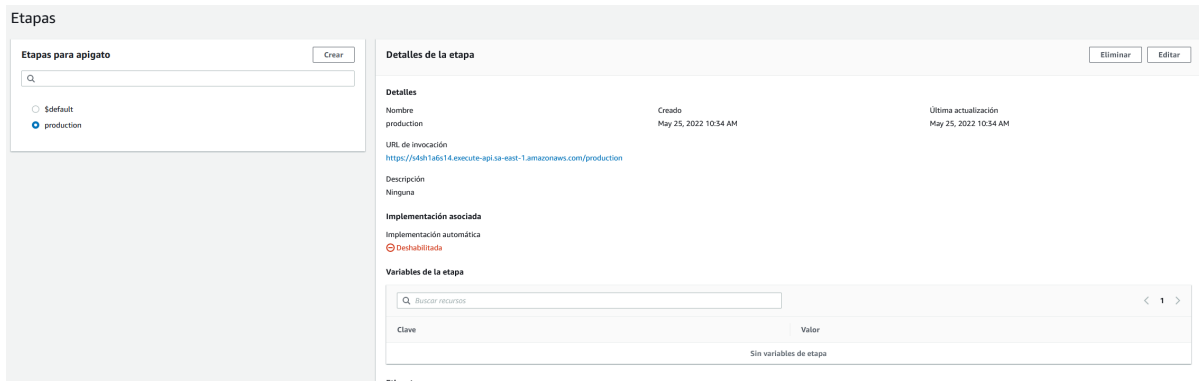 Etapas
Etapas para apigato
Crear
$default
production
Detalles de la etapa
Eliminar
Editar
Detalles
Nombre
Creado
Última actualización
production
May 25, 2022 10:34 AM
May 25, 2022 10:34 AM
URL de invocación
https://s4sh1a6s14.execute-api.sa-east-1.amazonaws.com/production
Descripción
Ninguna
Implementación asociada
Implementación automática
Deshabilitada
Variables de la etapa
Buscar recursos
1
Clave
Valor
Sin variables de etapa